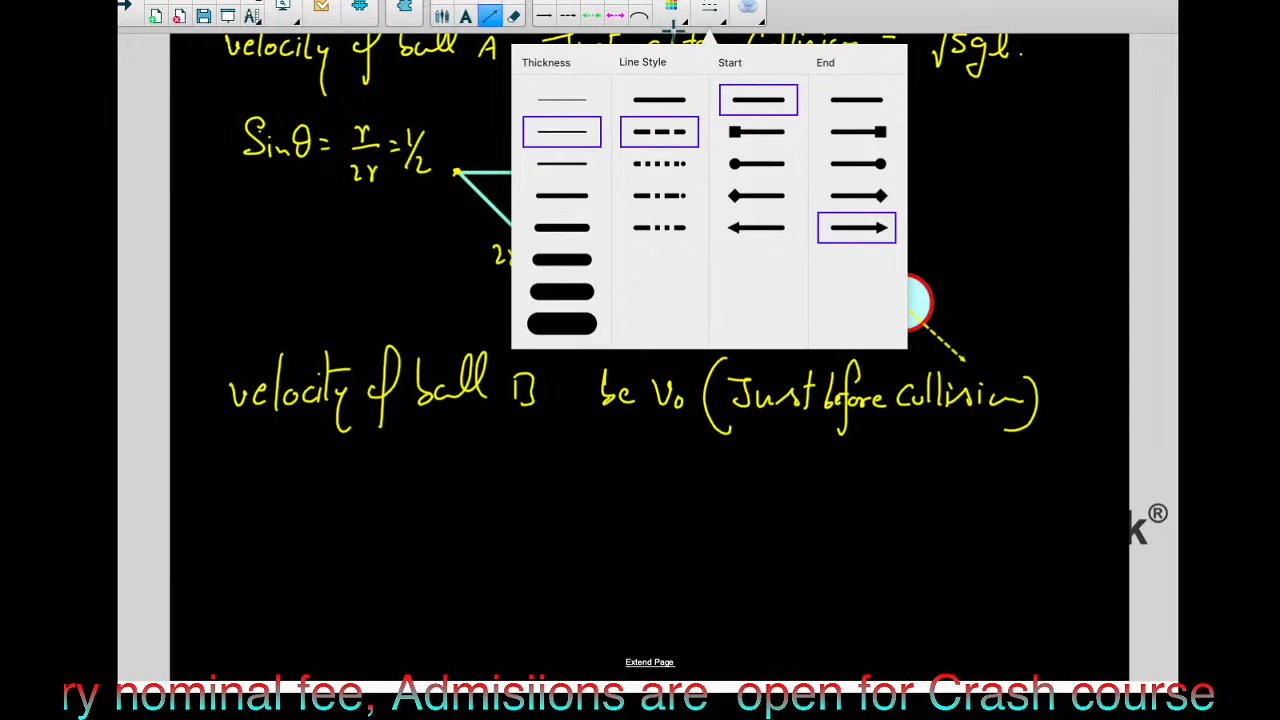 Thickness Line Style Start End
velocity of ball A Collision = √5gl.
Sinθ = r/2r = 1/2
velocity of ball B be V₀ (Just before Collision)
k®
Extend Page
ry nominal fee, Admisiions are open for Crash course